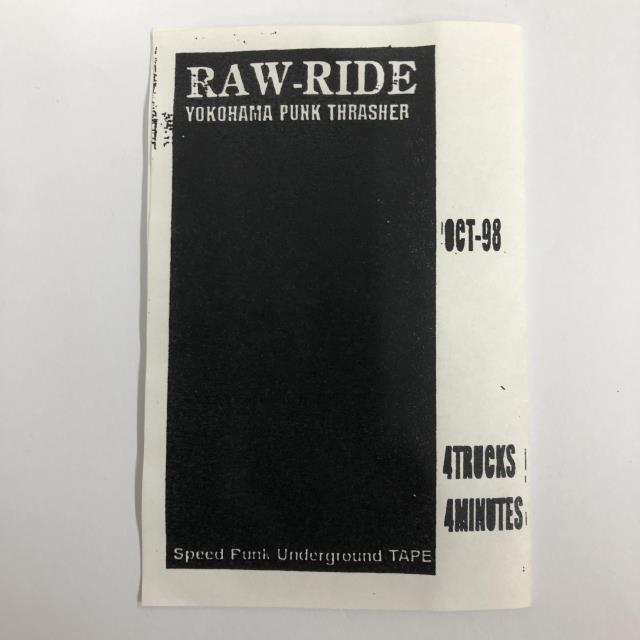 RAW-RIDE
YOKOHAMA PUNK THRASHER
OCT-98
4TRUCKS
4MINUTES
Speed Punk Underground TAPE